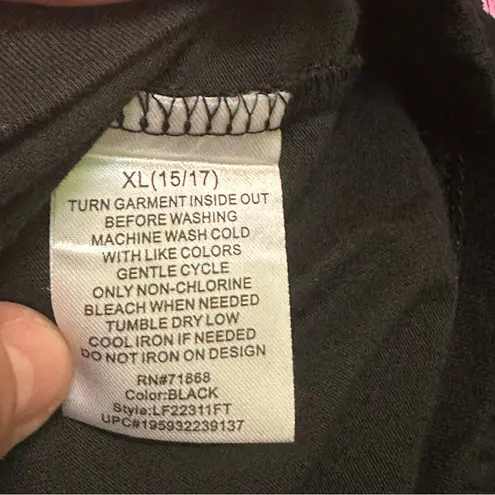 XL(15/17)
TURN GARMENT INSIDE OUT
BEFORE WASHING
MACHINE WASH COLD
WITH LIKE COLORS
GENTLE CYCLE
ONLY NON-CHLORINE
BLEACH WHEN NEEDED
TUMBLE DRY LOW
COOL IRON IF NEEDED
DO NOT IRON ON DESIGN
RN#71868
Color:BLACK
Style:LF22311FT
UPC#195932239137